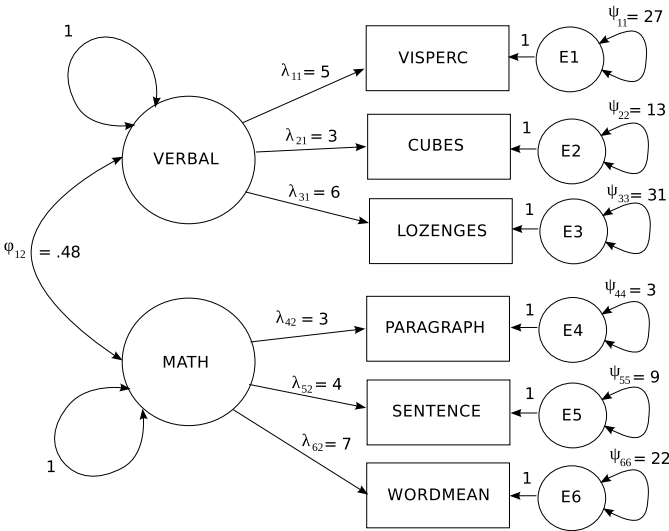 1
VERBAL
φ12 = .48
MATH
1
λ11= 5
λ21 = 3
λ31 = 6
λ42 = 3
λ52= 4
λ62= 7
VISPERC
CUBES
LOZENGES
PARAGRAPH
SENTENCE
WORDMEAN
1
1
1
1
1
1
E1
E2
E3
E4
E5
E6
ψ11= 27
ψ22= 13
ψ33= 31
ψ44= 3
ψ55= 9
ψ66= 22